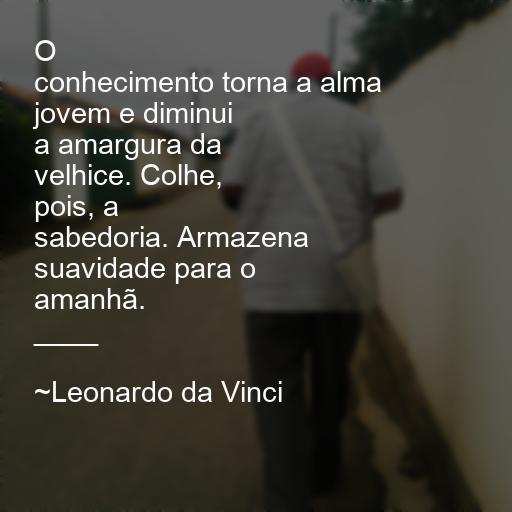 O
conhecimento torna a alma
jovem e diminui
a amargura da
velhice. Colhe,
pois, a
sabedoria. Armazena
suavidade para o
amanhã.
____
~Leonardo da Vinci